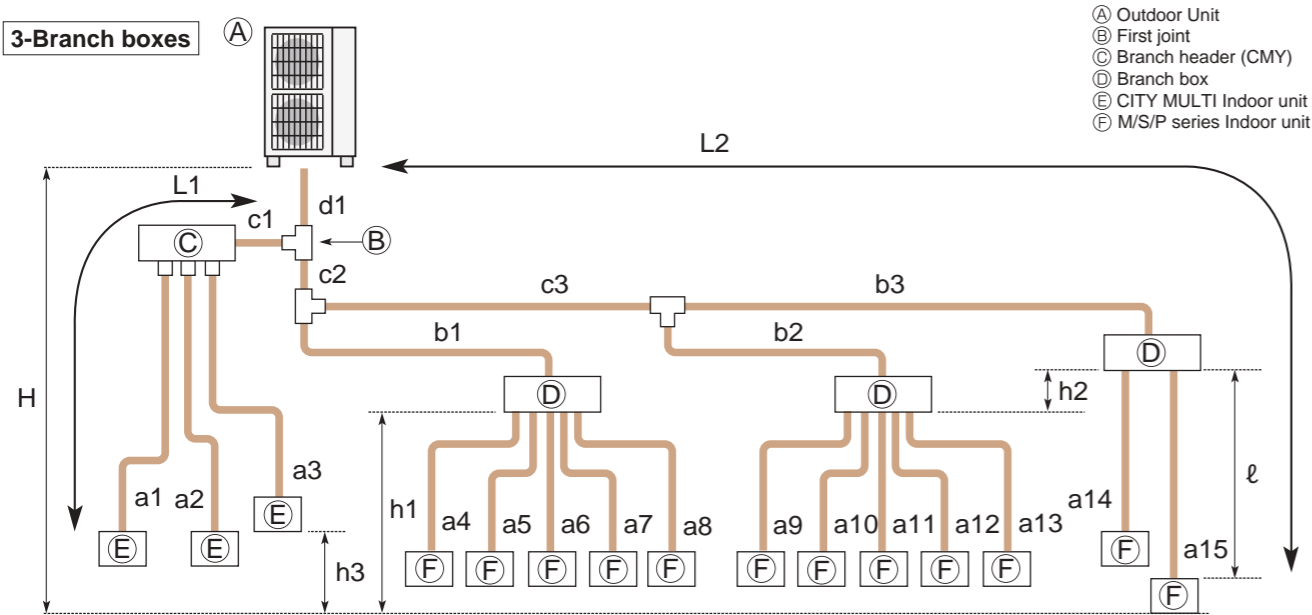 3-Branch boxes
Ⓐ
Ⓐ Outdoor Unit
Ⓑ First joint
Ⓒ Branch header (CMY)
Ⓓ Branch box
Ⓔ CITY MULTI Indoor unit
Ⓕ M/S/P series Indoor unit
L2
L1
d1
c1
Ⓒ
Ⓑ
c2
c3
b3
b1
b2
Ⓓ
Ⓓ
Ⓓ
H
h2
a1
a2
a3
Ⓔ
Ⓔ
Ⓔ
h3
h1
a4
a5
a6
a7
a8
a9
a10
a11
a12
a13
a14
a15
ℓ
Ⓕ
Ⓕ
Ⓕ
Ⓕ
Ⓕ
Ⓕ
Ⓕ
Ⓕ
Ⓕ
Ⓕ
Ⓕ
Ⓕ